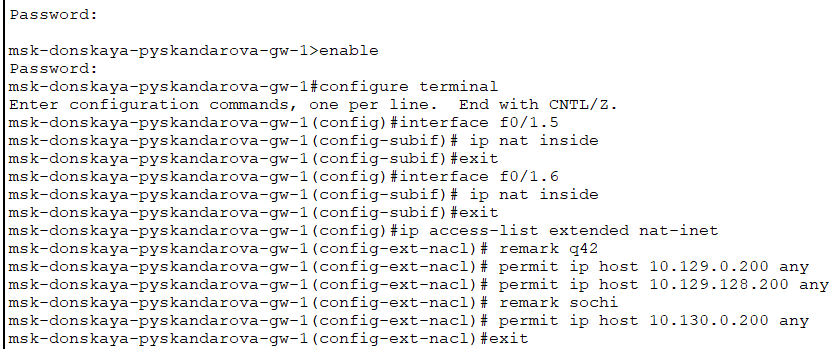 Password:
msk-donskaya-pyskandarova-gw-1>enable
Password:
msk-donskaya-pyskandarova-gw-1#configure terminal
Enter configuration commands, one per line.  End with CNTL/Z.
msk-donskaya-pyskandarova-gw-1(config)#interface f0/1.5
msk-donskaya-pyskandarova-gw-1(config-subif)# ip nat inside
msk-donskaya-pyskandarova-gw-1(config-subif)#exit
msk-donskaya-pyskandarova-gw-1(config)#interface f0/1.6
msk-donskaya-pyskandarova-gw-1(config-subif)# ip nat inside
msk-donskaya-pyskandarova-gw-1(config-subif)#exit
msk-donskaya-pyskandarova-gw-1(config)#ip access-list extended nat-inet
msk-donskaya-pyskandarova-gw-1(config-ext-nacl)# remark q42
msk-donskaya-pyskandarova-gw-1(config-ext-nacl)# permit ip host 10.129.0.200 any
msk-donskaya-pyskandarova-gw-1(config-ext-nacl)# permit ip host 10.129.128.200 any
msk-donskaya-pyskandarova-gw-1(config-ext-nacl)# remark sochi
msk-donskaya-pyskandarova-gw-1(config-ext-nacl)# permit ip host 10.130.0.200 any
msk-donskaya-pyskandarova-gw-1(config-ext-nacl)#exit